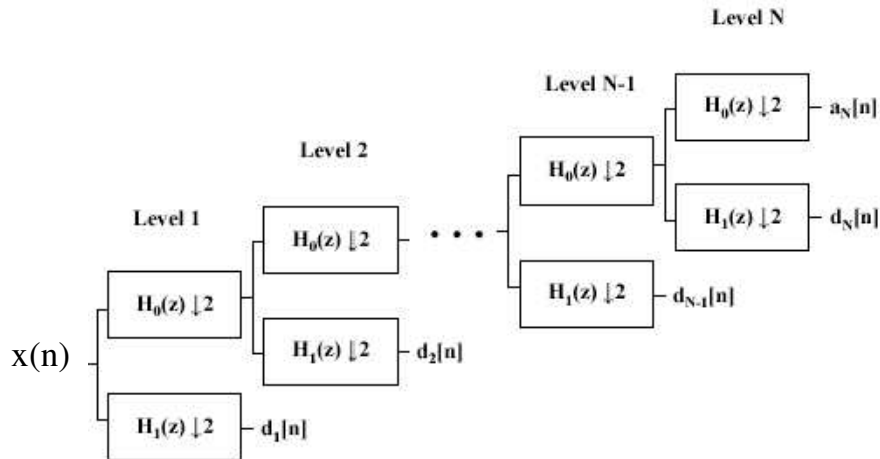 Level N
Level N-1
H₀(z) ↓2
a_N[n]
Level 2
H₀(z) ↓2
Level 1
H₀(z) ↓2
• • •
H₁(z) ↓2
d_N[n]
H₀(z) ↓2
H₁(z) ↓2
d_N-1[n]
x(n)
H₁(z) ↓2
d₂[n]
H₁(z) ↓2
d₁[n]